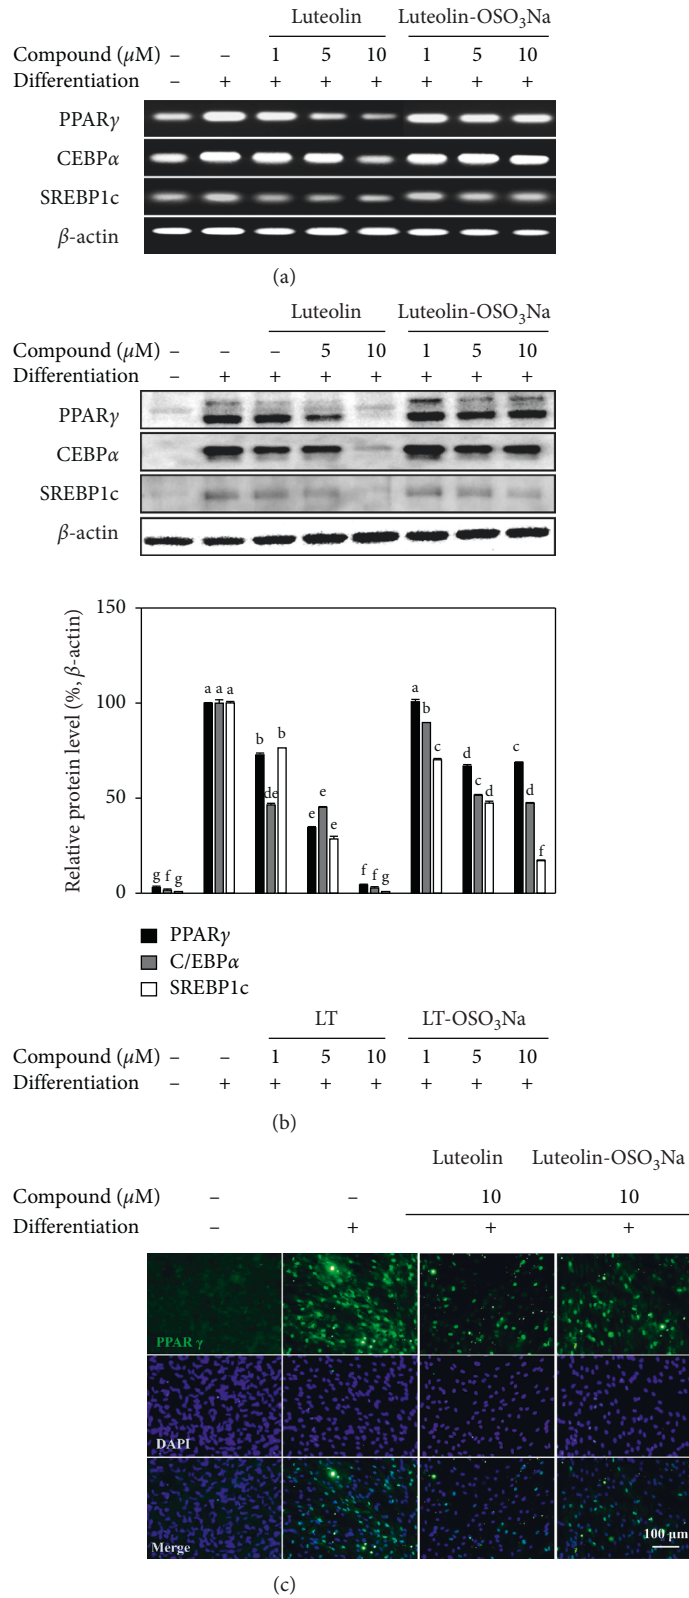 Luteolin Luteolin-OSO₃Na
Compound (μM) – – 1 5 10 1 5 10
Differentiation – + + + + + + +
PPARγ
CEBPα
SREBP1c
β-actin
(a)
Luteolin Luteolin-OSO₃Na
Compound (μM) – – – 5 10 1 5 10
Differentiation – + + + + + + +
PPARγ
CEBPα
SREBP1c
β-actin
Relative protein level (%, β-actin)
150
100
50
0
g f g
a a a
b de b
e e e
f f g
a b c
d c d
c d f
PPARγ
C/EBPα
SREBP1c
LT LT-OSO₃Na
Compound (μM) – – 1 5 10 1 5 10
Differentiation – + + + + + + +
(b)
Luteolin Luteolin-OSO₃Na
Compound (μM) – – 10 10
Differentiation – + + +
PPAR γ
DAPI
Merge
100 μm
(c)